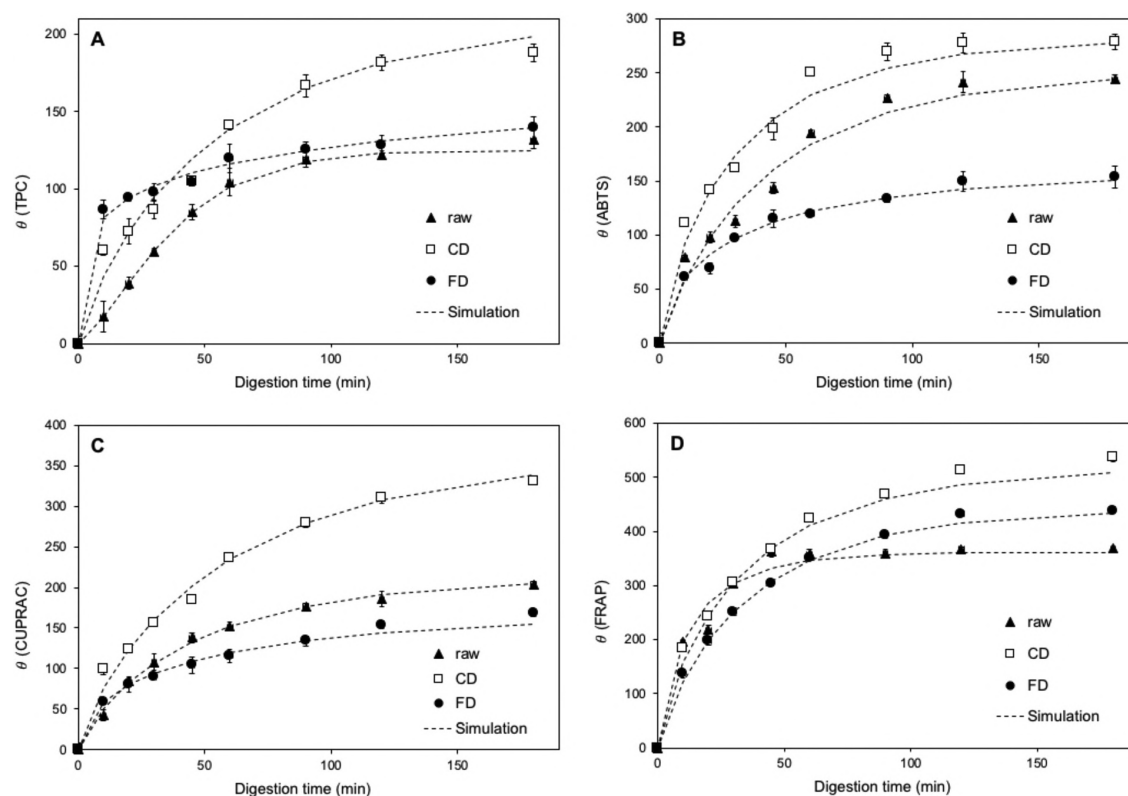 A
θ (TPC)
200
150
100
50
0
0 50 100 150
Digestion time (min)
raw
CD
FD
Simulation
B
θ (ABTS)
300
250
200
150
100
50
0
0 50 100 150
Digestion time (min)
raw
CD
FD
Simulation
C
θ (CUPRAC)
400
350
300
250
200
150
100
50
0
0 50 100 150
Digestion time (min)
raw
CD
FD
Simulation
D
θ (FRAP)
600
500
400
300
200
100
0
0 50 100 150
Digestion time (min)
raw
CD
FD
Simulation